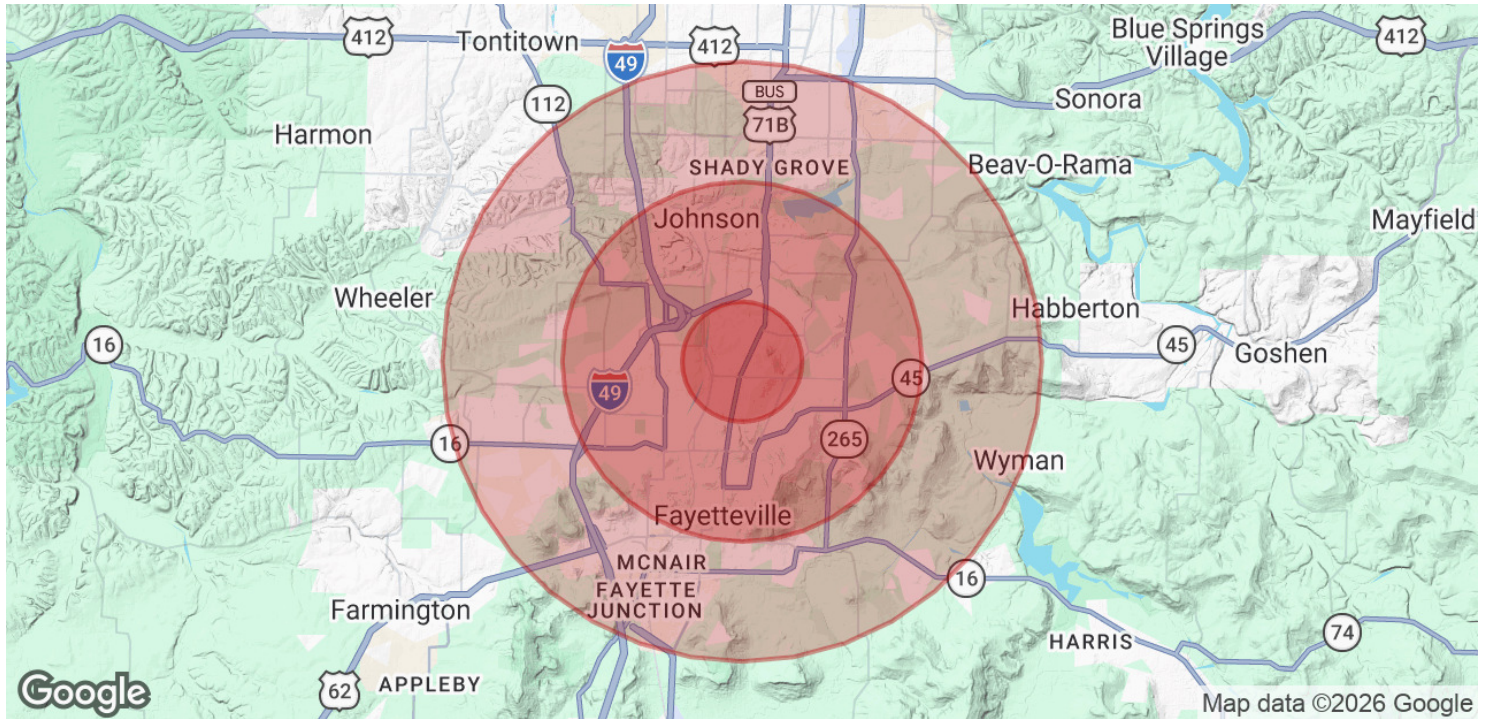 412
Tontitown
49
412
Blue Springs
Village
412
112
BUS
71B
Sonora
Harmon
SHADY GROVE
Beav-O-Rama
Johnson
Mayfield
Wheeler
Habberton
16
45
Goshen
45
49
16
265
Wyman
Fayetteville
MCNAIR
FAYETTE
JUNCTION
16
Farmington
HARRIS
74
62
APPLEBY
Google
Map data ©2026 Google